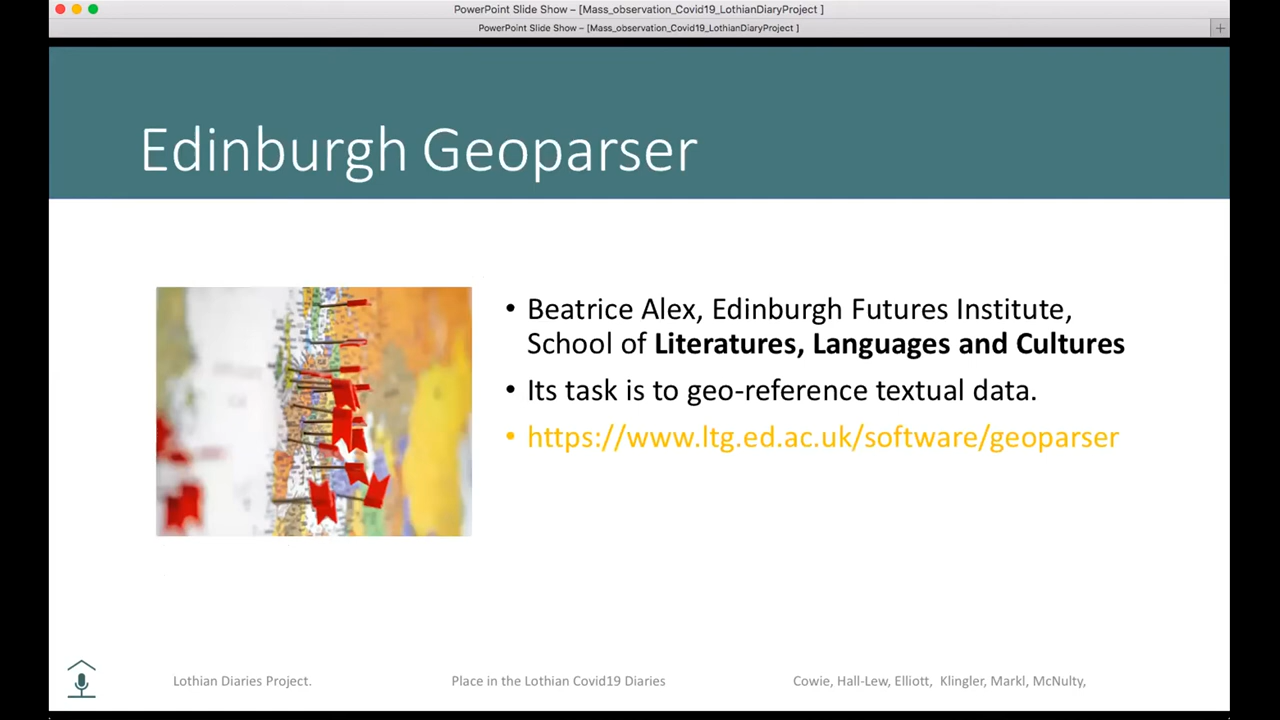 PowerPoint Slide Show – [Mass_observation_Covid19_LothianDiaryProject ]
PowerPoint Slide Show – [Mass_observation_Covid19_LothianDiaryProject ]
Edinburgh Geoparser
• Beatrice Alex, Edinburgh Futures Institute,
School of Literatures, Languages and Cultures
• Its task is to geo-reference textual data.
• https://www.ltg.ed.ac.uk/software/geoparser
Lothian Diaries Project.
Place in the Lothian Covid19 Diaries
Cowie, Hall-Lew, Elliott, Klingler, Markl, McNulty,